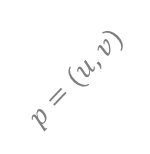 p = (u, v)